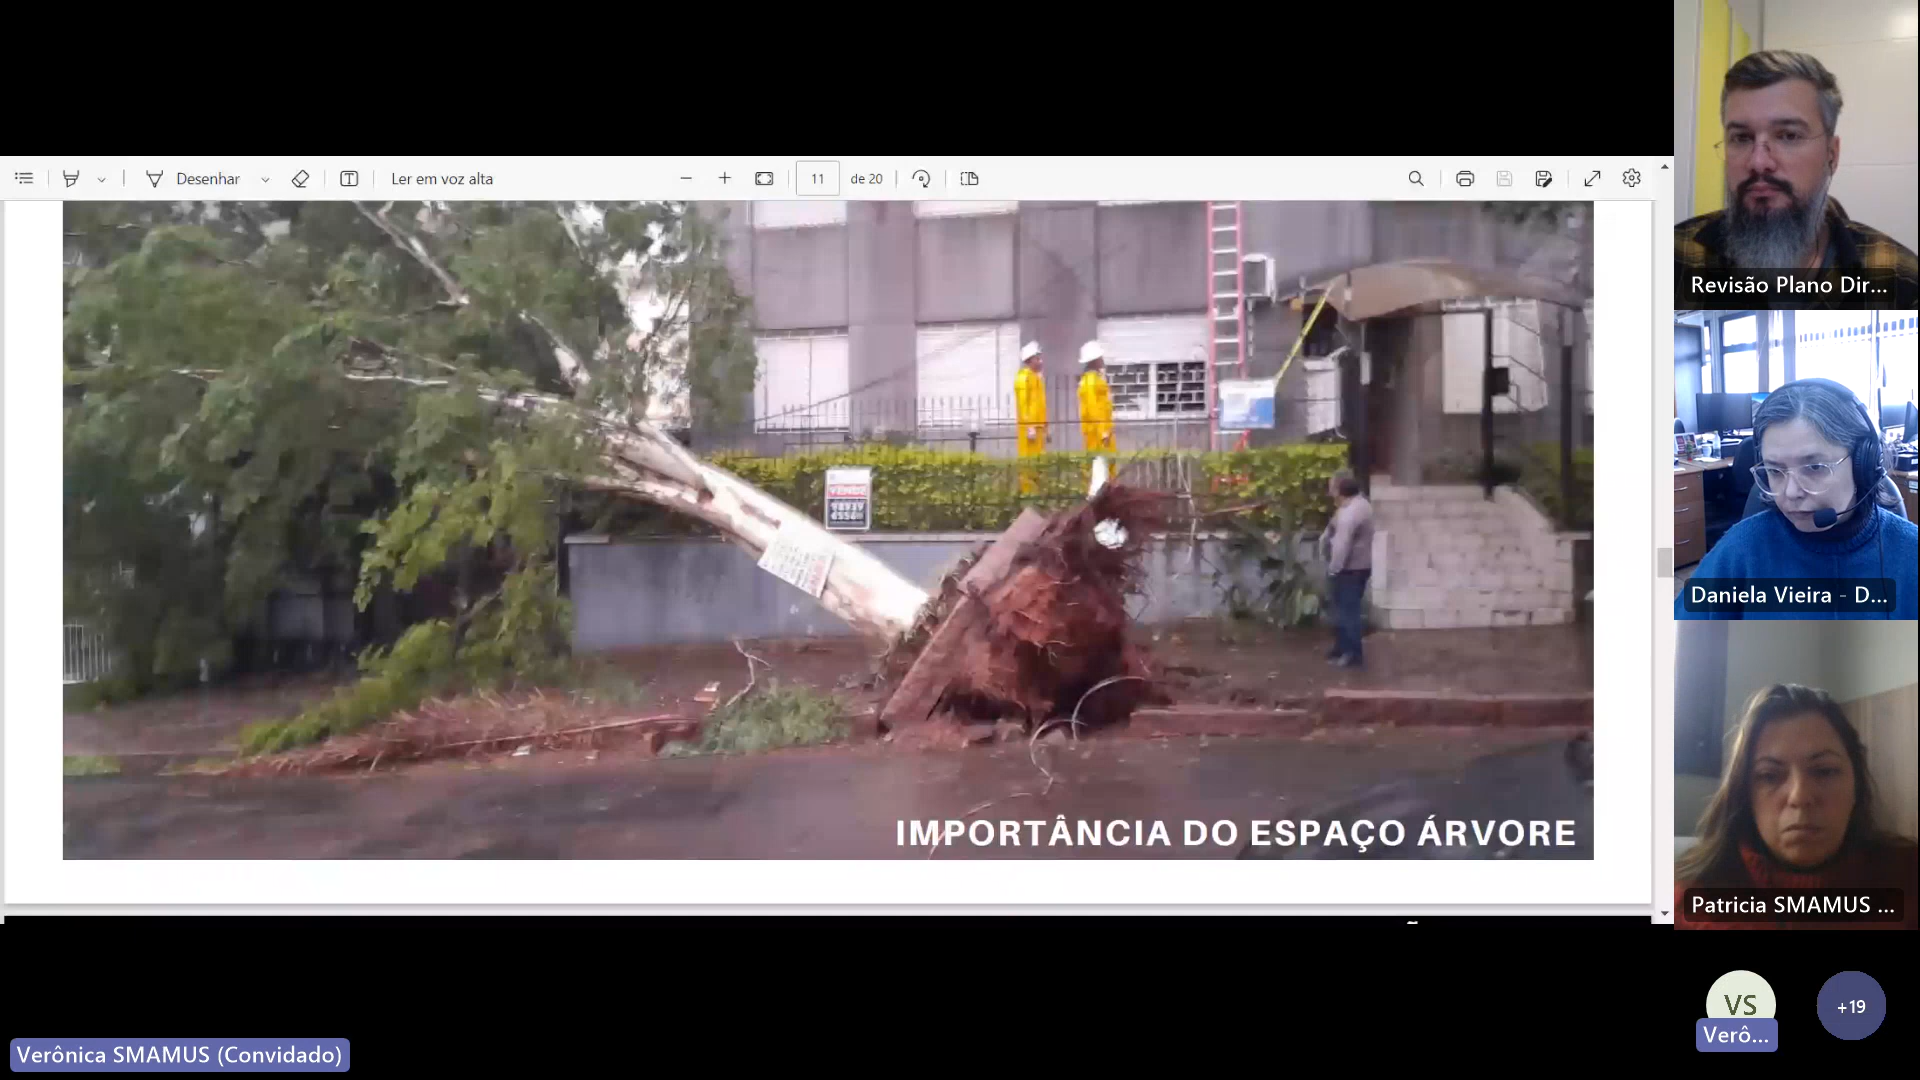 Desenhar
Ler em voz alta
11
de 20
VENDE
IMPORTÂNCIA DO ESPAÇO ÁRVORE
Revisão Plano Dir...
Daniela Vieira - D...
Patricia SMAMUS ...
VS
Verô...
+19
Verônica SMAMUS (Convidado)